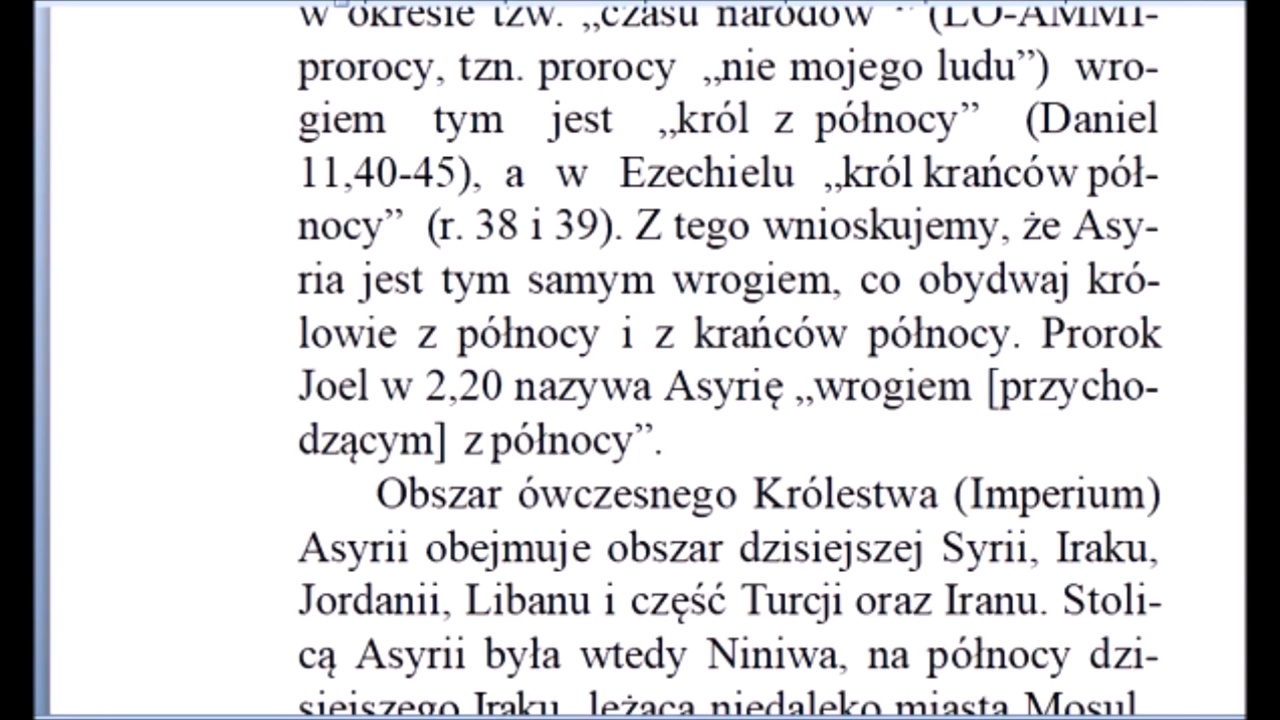 w okresie tzw. „czasu narodów ” (LO-AMMI-
prorocy, tzn. prorocy „nie mojego ludu”) wro-
giem tym jest „król z północy” (Daniel
11,40-45), a w Ezechielu „król krańców pół-
nocy” (r. 38 i 39). Z tego wnioskujemy, że Asy-
ria jest tym samym wrogiem, co obydwaj kró-
lowie z północy i z krańców północy. Prorok
Joel w 2,20 nazywa Asyrię „wrogiem [przycho-
dzącym] z północy”.
Obszar ówczesnego Królestwa (Imperium)
Asyrii obejmuje obszar dzisiejszej Syrii, Iraku,
Jordanii, Libanu i część Turcji oraz Iranu. Stoli-
cą Asyrii była wtedy Niniwa, na północy dzi-
siejszego Iraku, leżąca niedaleko miasta Mosul